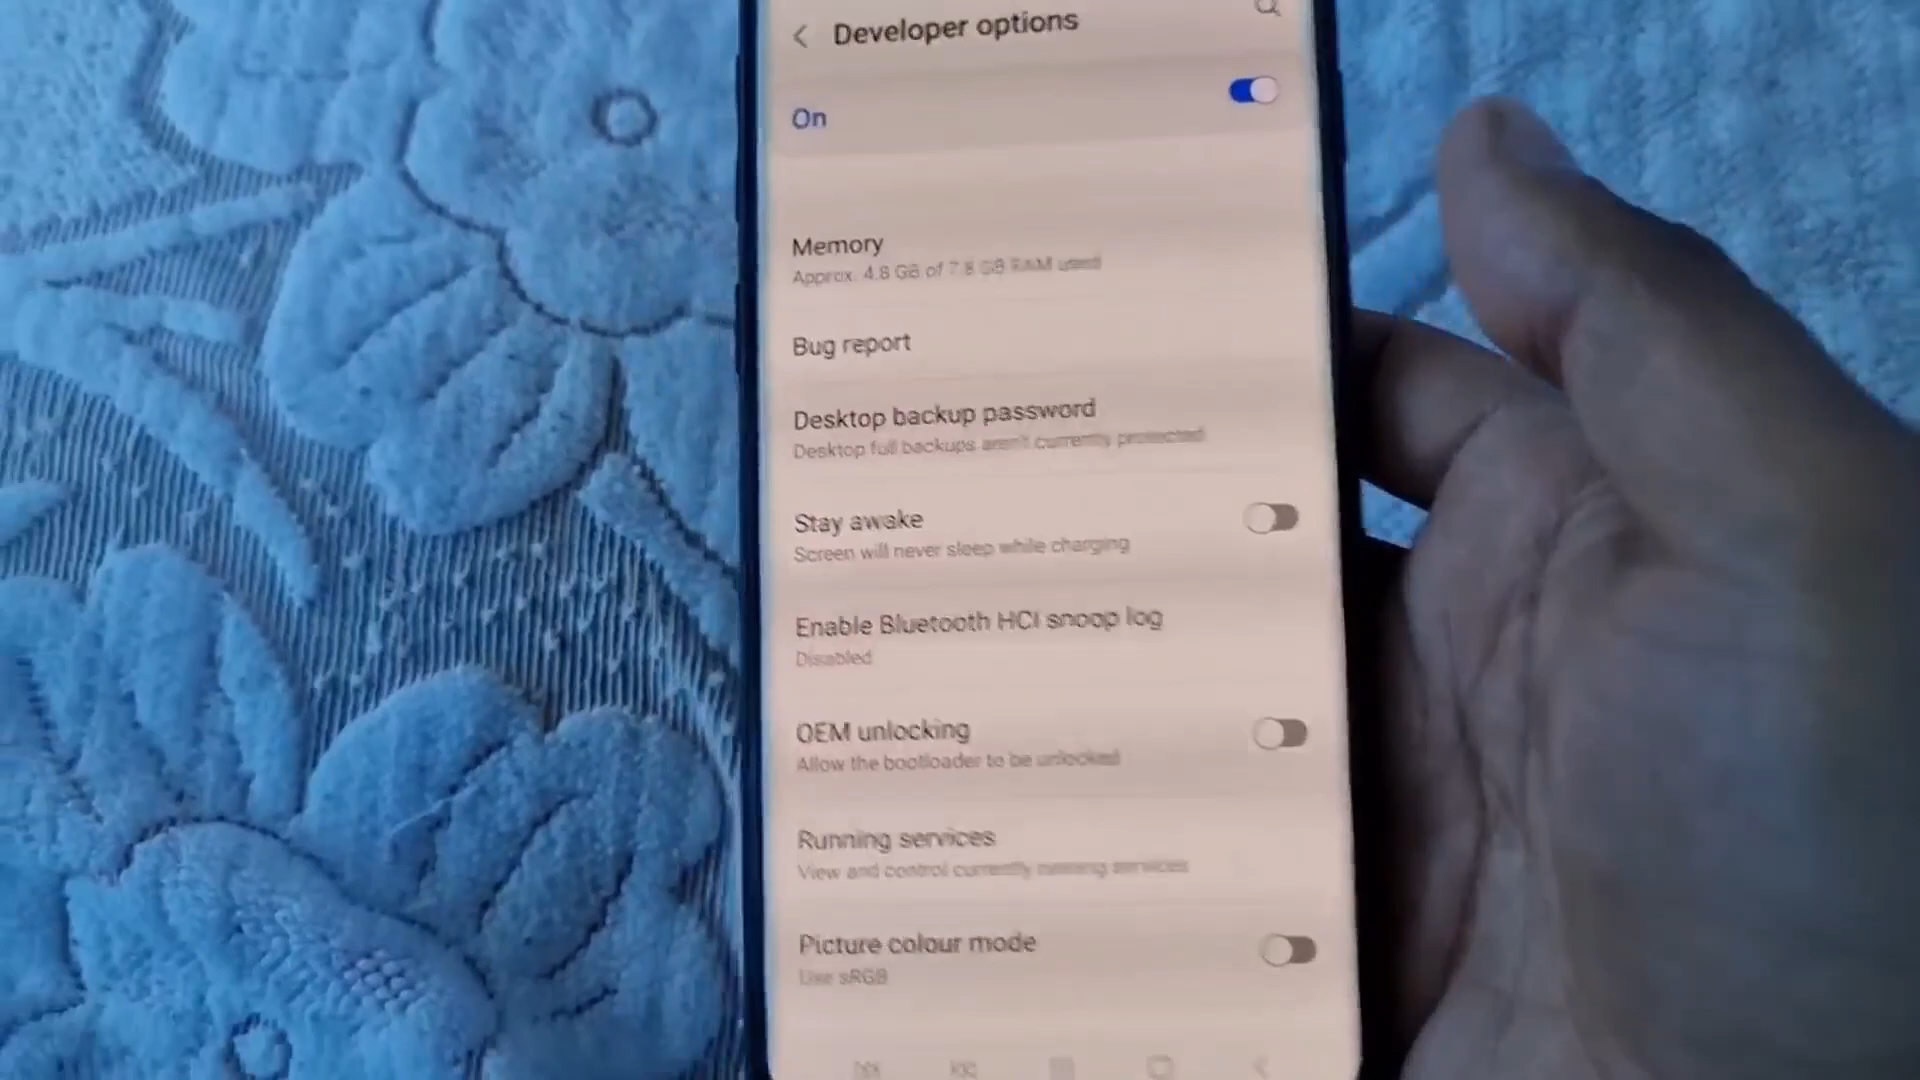 Developer options
On
Memory
Approx. 4.8 GB of 7.8 GB RAM used
Bug report
Desktop backup password
Desktop full backups aren't currently protected
Stay awake
Screen will never sleep while charging
Enable Bluetooth HCI snoop log
Disabled
OEM unlocking
Allow the bootloader to be unlocked
Running services
View and control currently running services
Picture colour mode
Use sRGB